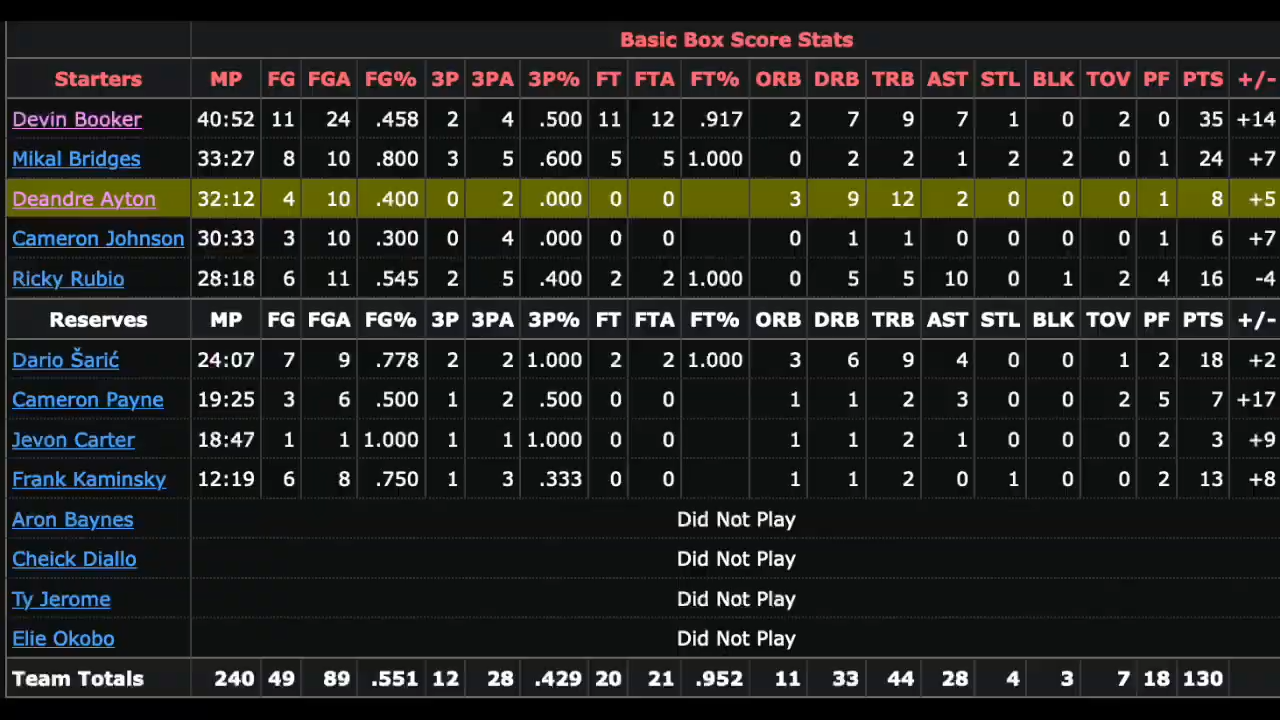 Basic Box Score Stats
Starters MP FG FGA FG% 3P 3PA 3P% FT FTA FT% ORB DRB TRB AST STL BLK TOV PF PTS +/-
Devin Booker 40:52 11 24 .458 2 4 .500 11 12 .917 2 7 9 7 1 0 2 0 35 +14
Mikal Bridges 33:27 8 10 .800 3 5 .600 5 5 1.000 0 2 2 1 2 2 0 1 24 +7
Deandre Ayton 32:12 4 10 .400 0 2 .000 0 0 3 9 12 2 0 0 0 1 8 +5
Cameron Johnson 30:33 3 10 .300 0 4 .000 0 0 0 1 1 0 0 0 0 1 6 +7
Ricky Rubio 28:18 6 11 .545 2 5 .400 2 2 1.000 0 5 5 10 0 1 2 4 16 -4
Reserves MP FG FGA FG% 3P 3PA 3P% FT FTA FT% ORB DRB TRB AST STL BLK TOV PF PTS +/-
Dario Šarić 24:07 7 9 .778 2 2 1.000 2 2 1.000 3 6 9 4 0 0 1 2 18 +2
Cameron Payne 19:25 3 6 .500 1 2 .500 0 0 1 1 2 3 0 0 2 5 7 +17
Jevon Carter 18:47 1 1 1.000 1 1 1.000 0 0 1 1 2 1 0 0 0 2 3 +9
Frank Kaminsky 12:19 6 8 .750 1 3 .333 0 0 1 1 2 0 1 0 0 2 13 +8
Aron Baynes Did Not Play
Cheick Diallo Did Not Play
Ty Jerome Did Not Play
Elie Okobo Did Not Play
Team Totals 240 49 89 .551 12 28 .429 20 21 .952 11 33 44 28 4 3 7 18 130